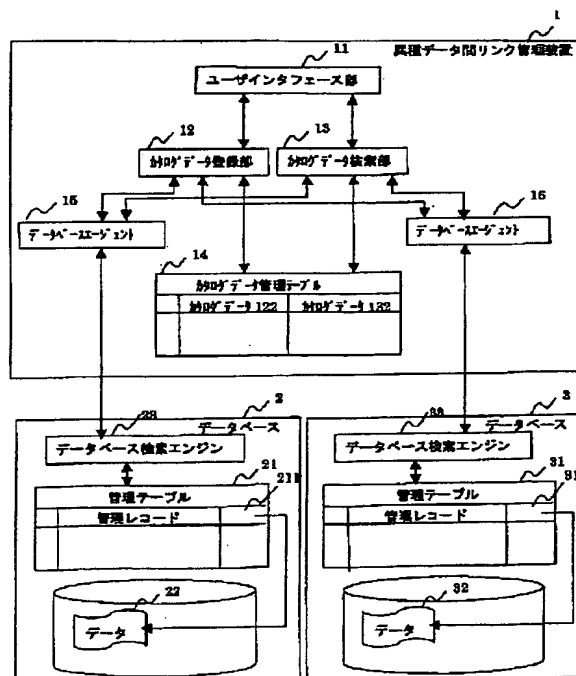 1
異種データ間リンク管理装置
11
ユーザインタフェース部
12
カタログデータ登録部
13
カタログデータ検索部
15
データベースエージェント
16
データベースエージェント
14
カタログデータ管理テーブル
カタログデータ122 カタログデータ132
2
データベース
23
データベース検索エンジン
21
管理テーブル
211
管理レコード
22
データ
3
データベース
33
データベース検索エンジン
31
管理テーブル
管理レコード
32
データ